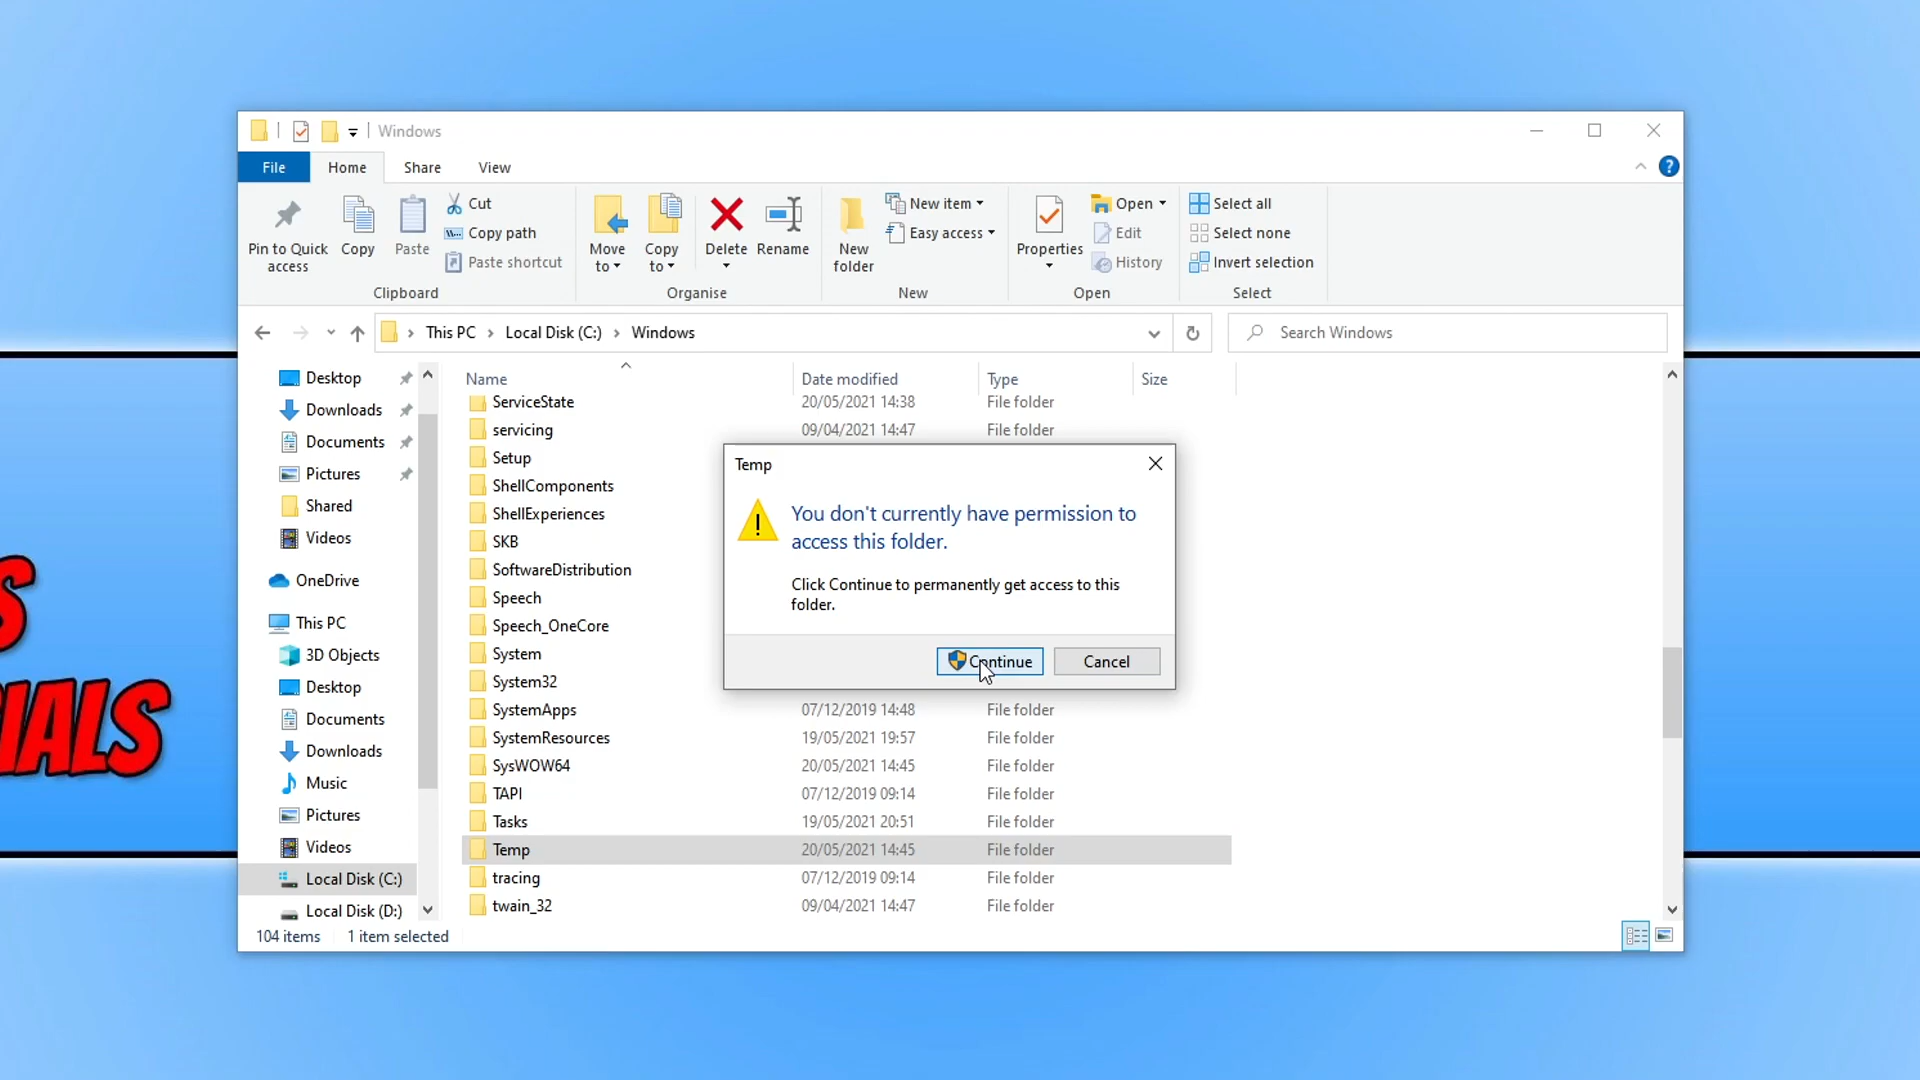 Windows
File Home Share View
Pin to Quick access
Copy
Paste
Cut
Copy path
Paste shortcut
Clipboard
Move to
Copy to
Delete
Rename
Organise
New folder
New item
Easy access
New
Properties
Open
Edit
History
Open
Select all
Select none
Invert selection
Select
This PC Local Disk (C:) Windows
Search Windows
Desktop
Downloads
Documents
Pictures
Shared
Videos
OneDrive
This PC
3D Objects
Desktop
Documents
Downloads
Music
Pictures
Videos
Local Disk (C:)
Local Disk (D:)
Name Date modified Type Size
ServiceState 20/05/2021 14:38 File folder
servicing 09/04/2021 14:47 File folder
Setup
ShellComponents
ShellExperiences
SKB
SoftwareDistribution
Speech
Speech_OneCore
System
System32
SystemApps 07/12/2019 14:48 File folder
SystemResources 19/05/2021 19:57 File folder
SysWOW64 20/05/2021 14:45 File folder
TAPI 07/12/2019 09:14 File folder
Tasks 19/05/2021 20:51 File folder
Temp 20/05/2021 14:45 File folder
tracing 07/12/2019 09:14 File folder
twain_32 09/04/2021 14:47 File folder
Temp
You don't currently have permission to
access this folder.
Click Continue to permanently get access to this
folder.
Continue Cancel
104 items 1 item selected
S
IALS